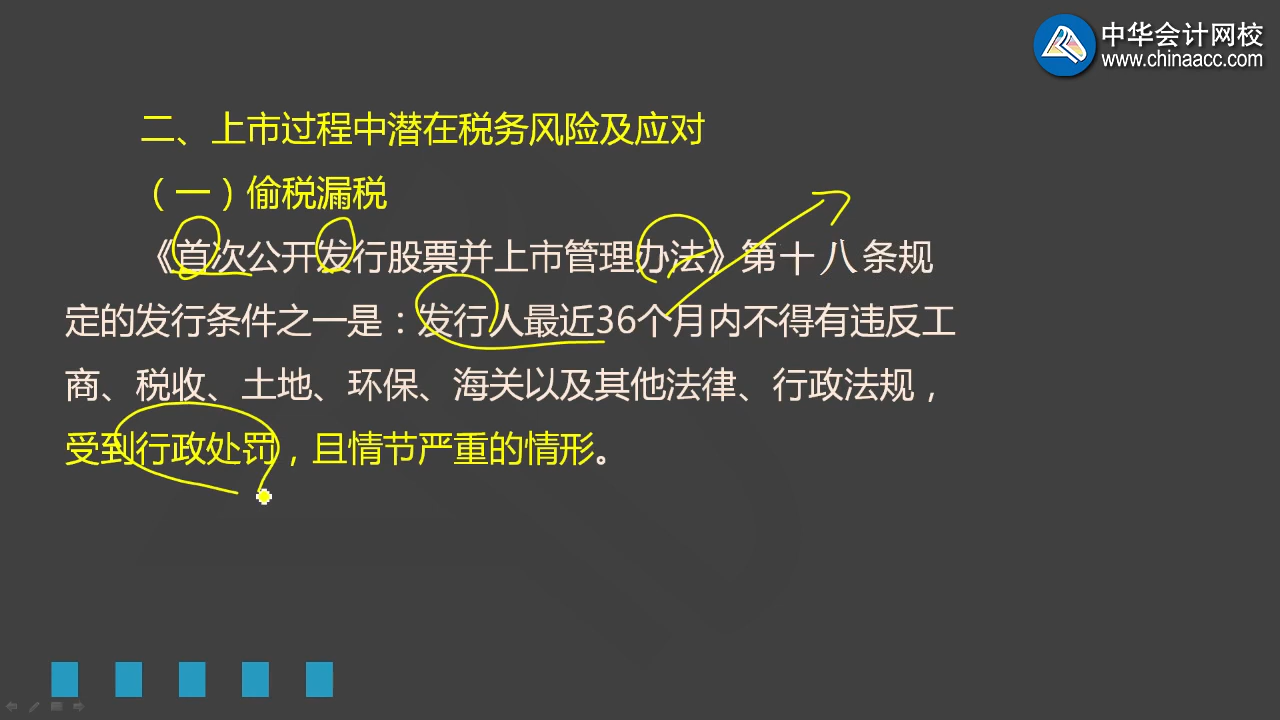 中华会计网校
www.chinaacc.com
二、上市过程中潜在税务风险及应对
（一）偷税漏税
《首次公开发行股票并上市管理办法》第十八条规
定的发行条件之一是：发行人最近36个月内不得有违反工
商、税收、土地、环保、海关以及其他法律、行政法规，
受到行政处罚，且情节严重的情形。